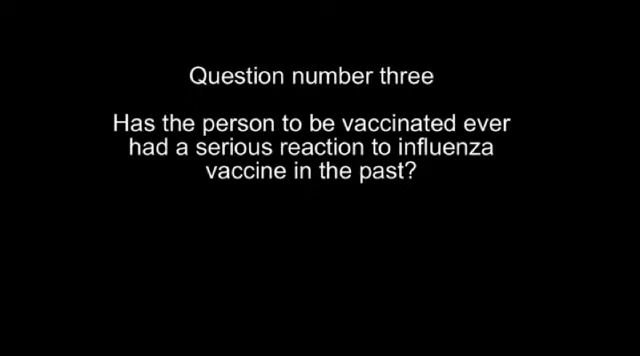 Question number three
Has the person to be vaccinated ever
had a serious reaction to influenza
vaccine in the past?